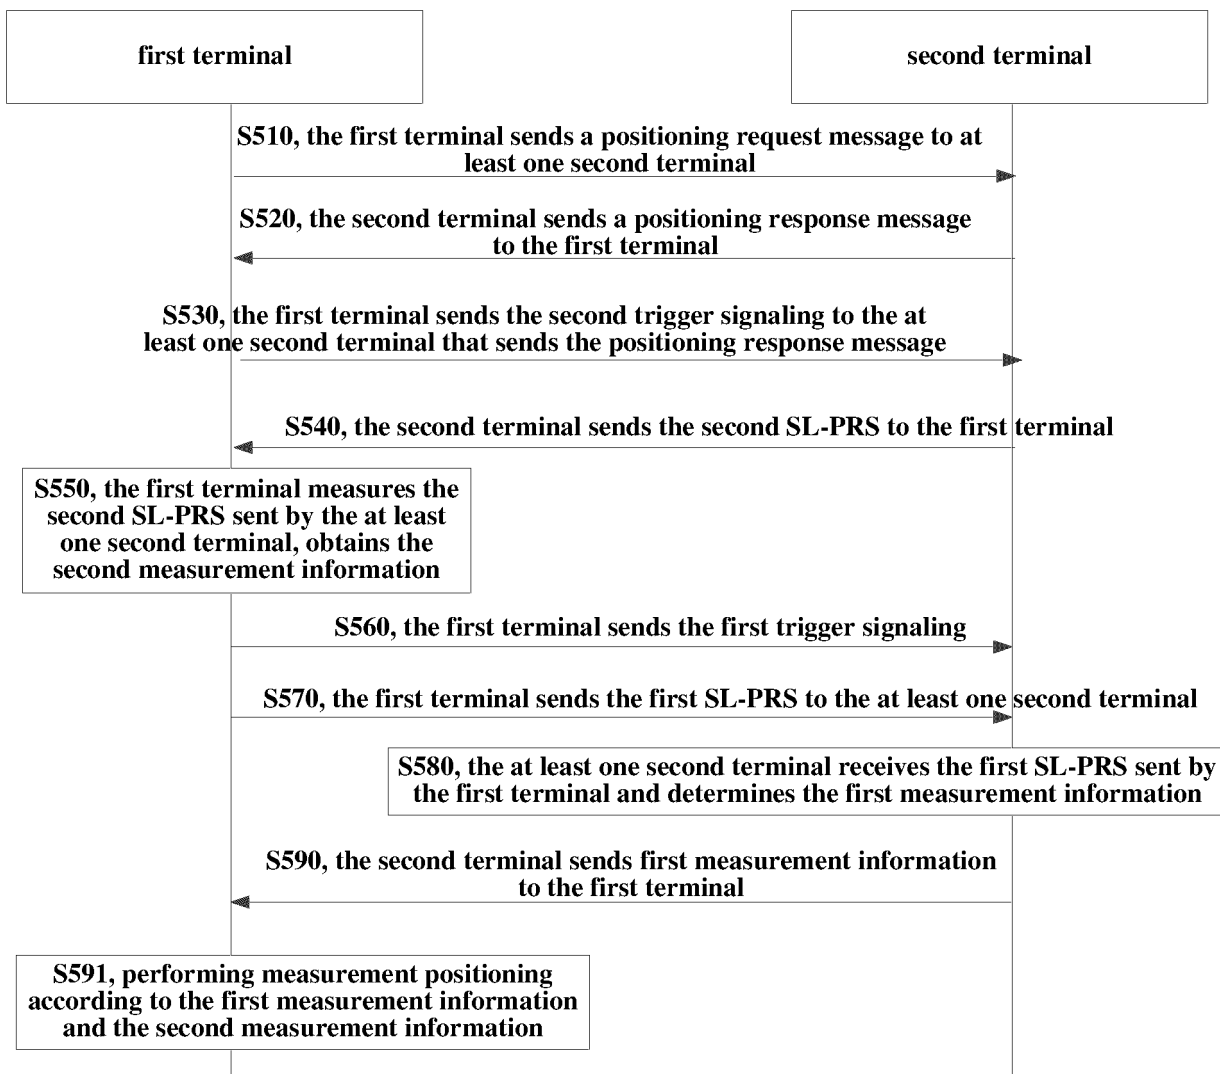 first terminal
second terminal
S510, the first terminal sends a positioning request message to at
least one second terminal
S520, the second terminal sends a positioning response message
to the first terminal
S530, the first terminal sends the second trigger signaling to the at
least one second terminal that sends the positioning response message
S540, the second terminal sends the second SL-PRS to the first terminal
S550, the first terminal measures the
second SL-PRS sent by the at least
one second terminal, obtains the
second measurement information
S560, the first terminal sends the first trigger signaling
S570, the first terminal sends the first SL-PRS to the at least one second terminal
S580, the at least one second terminal receives the first SL-PRS sent by
the first terminal and determines the first measurement information
S590, the second terminal sends first measurement information
to the first terminal
S591, performing measurement positioning
according to the first measurement information
and the second measurement information